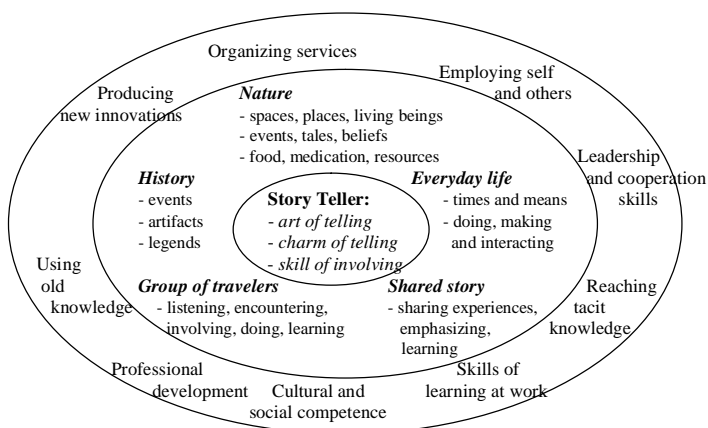 Organizing services
Employing self
and others
Producing
new innovations
Nature
- spaces, places, living beings
- events, tales, beliefs
- food, medication, resources
Leadership
and cooperation
skills
History
- events
- artifacts
- legends
Story Teller:
- art of telling
- charm of telling
- skill of involving
Everyday life
- times and means
- doing, making
and interacting
Using
old
knowledge
Group of travelers
- listening, encountering,
involving, doing, learning
Shared story
- sharing experiences,
emphasizing,
learning
Reaching
tacit
knowledge
Professional
development
Cultural and
social competence
Skills of
learning at work